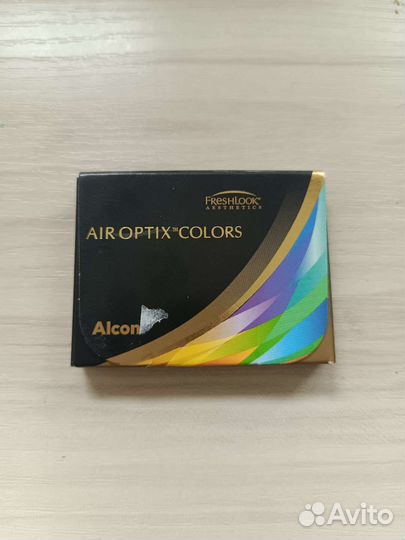 FRESHLOOK®
AESTHETICS
AIR OPTIX™ COLORS
Alcon
Avito